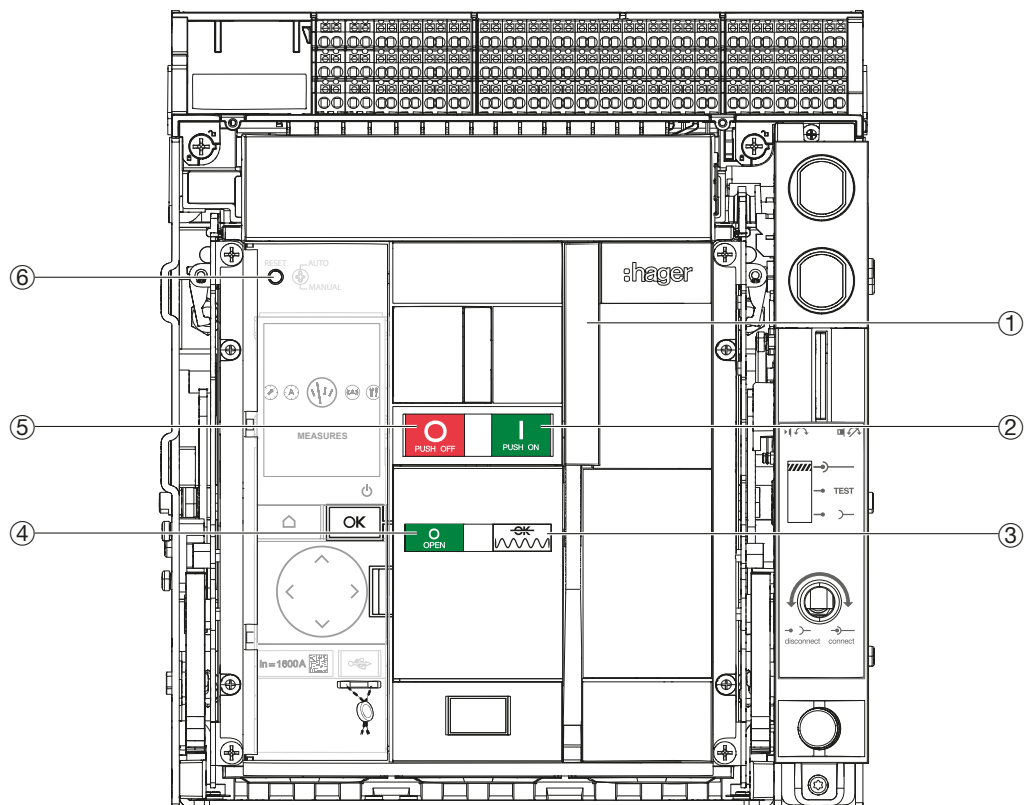 RESET
AUTO
MANUAL
⑥
:hager
①
A
MEASURES
⑤
O
PUSH OFF
I
PUSH ON
②
TEST
OK
④
O
OPEN
OK
③
disconnect
connect
In=1600A